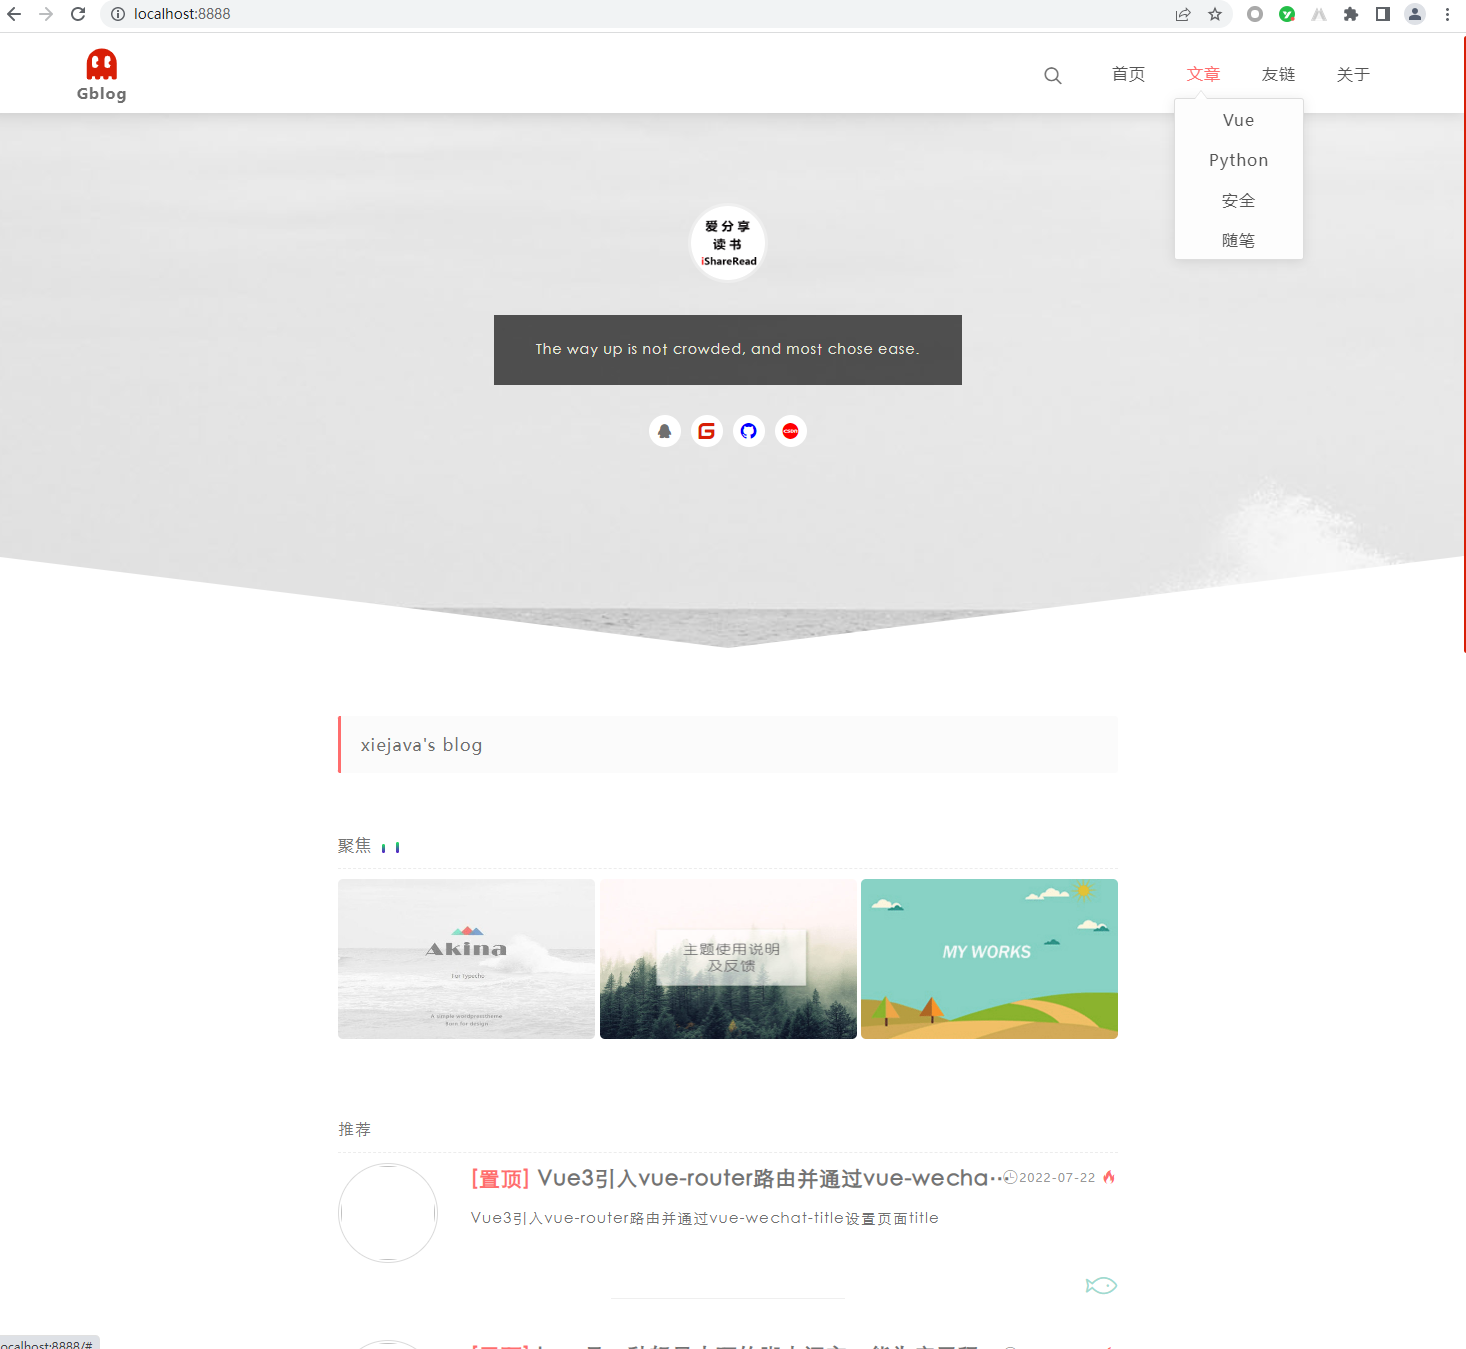 localhost:8888
Gblog
首页 文章 友链 关于
Vue
Python
安全
随笔
爱分享
读书
iShareRead
The way up is not crowded, and most chose ease.
CSDN
xiejava's blog
聚焦
Akina
For Typecho
A simple wordpresstheme
Born for design
主题使用说明
及反馈
MY WORKS
推荐
[置顶] Vue3引入vue-router路由并通过vue-wecha··· 2022-07-22
Vue3引入vue-router路由并通过vue-wechat-title设置页面title
ocalhost:8888/#